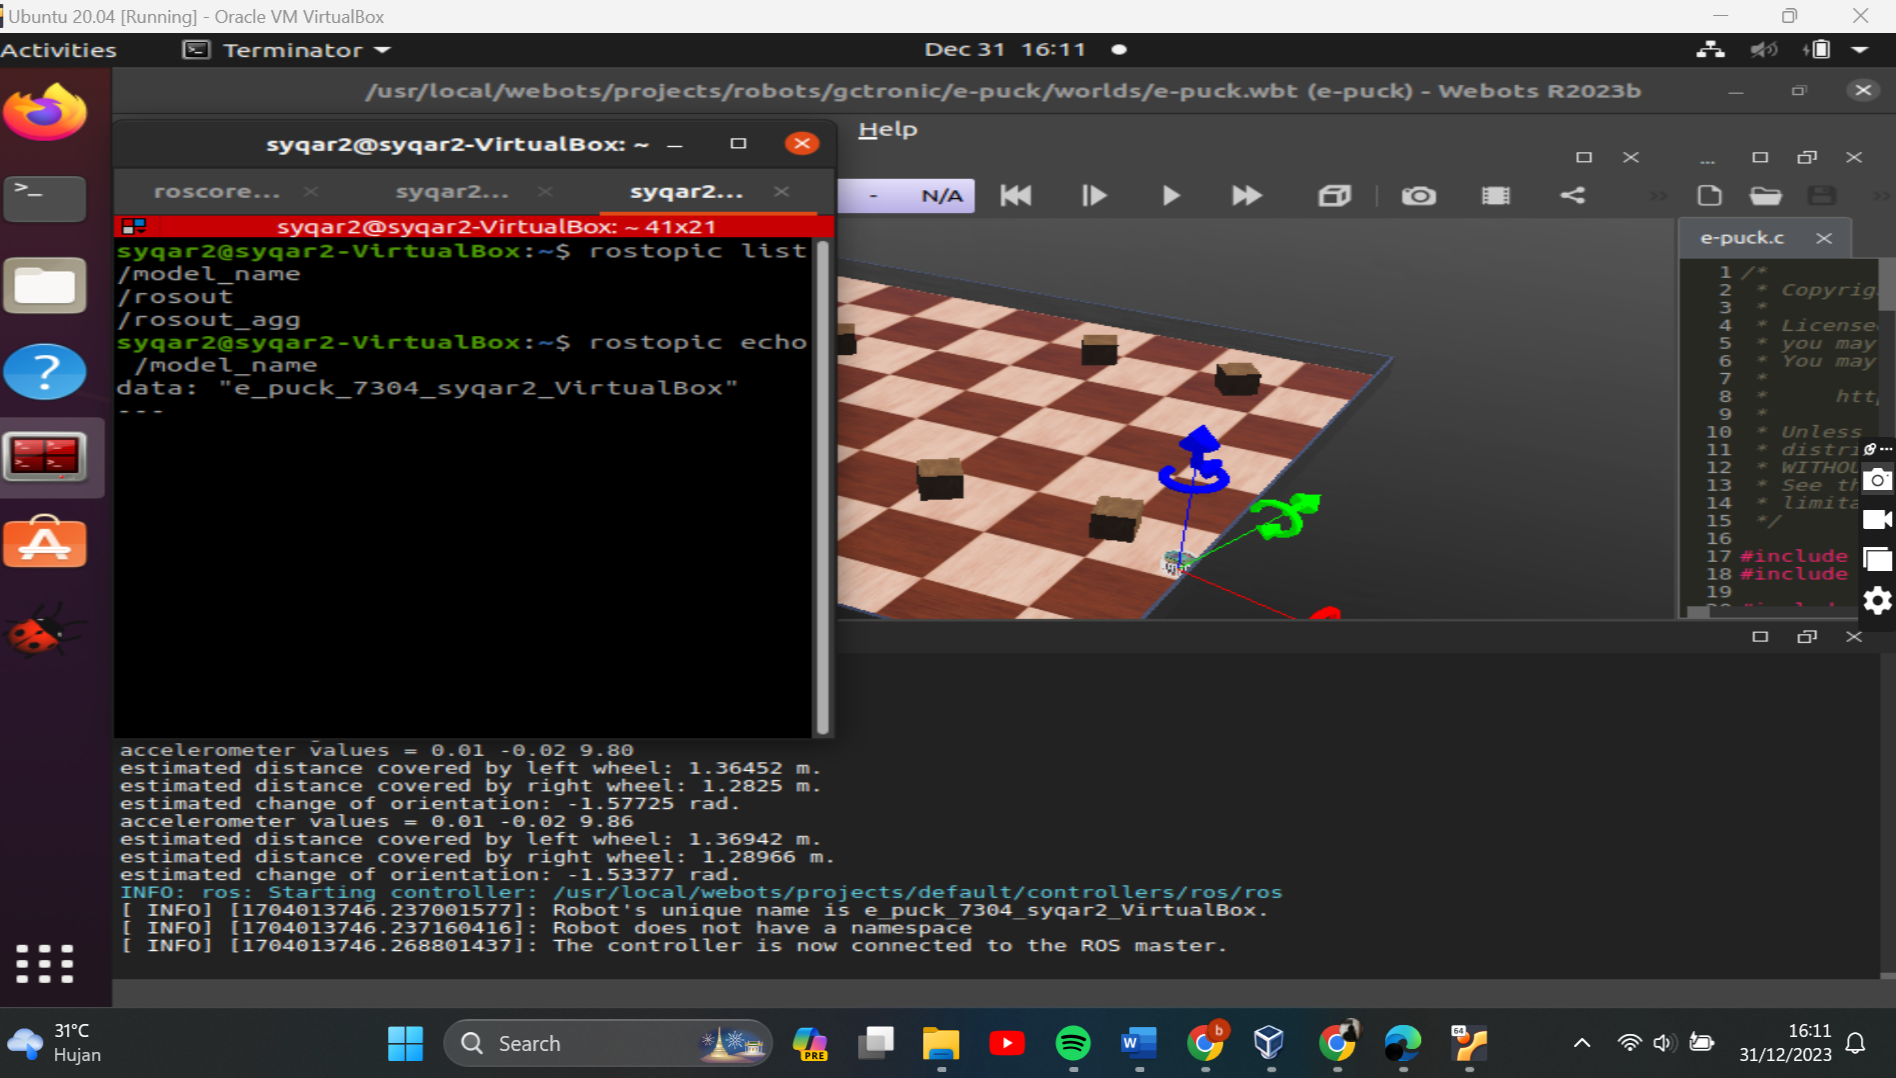 Ubuntu 20.04 [Running] - Oracle VM VirtualBox
Activities
Terminator
Dec 31 16:11
/usr/local/webots/projects/robots/gctronic/e-puck/worlds/e-puck.wbt (e-puck) - Webots R2023b
Help
syqar2@syqar2-VirtualBox: ~
roscore...
syqar2...
syqar2...
- N/A
syqar2@syqar2-VirtualBox: ~ 41x21
syqar2@syqar2-VirtualBox:~$ rostopic list
/model_name
/rosout
/rosout_agg
syqar2@syqar2-VirtualBox:~$ rostopic echo
/model_name
data: "e_puck_7304_syqar2_VirtualBox"
---
e-puck.c
1 /*
2 * Copyrig
3 *
4 * License
5 * you may
6 * You may
7 *
8 * htt
9 *
10 * Unless
11 * distri
12 * WITHOU
13 * See th
14 * limita
15 */
16
17 #include
18 #include
19
accelerometer values = 0.01 -0.02 9.80
estimated distance covered by left wheel: 1.36452 m.
estimated distance covered by right wheel: 1.2825 m.
estimated change of orientation: -1.57725 rad.
accelerometer values = 0.01 -0.02 9.86
estimated distance covered by left wheel: 1.36942 m.
estimated distance covered by right wheel: 1.28966 m.
estimated change of orientation: -1.53377 rad.
INFO: ros: Starting controller: /usr/local/webots/projects/default/controllers/ros/ros
[ INFO] [1704013746.237001577]: Robot's unique name is e_puck_7304_syqar2_VirtualBox.
[ INFO] [1704013746.237160416]: Robot does not have a namespace
[ INFO] [1704013746.268801437]: The controller is now connected to the ROS master.
31°C
Hujan
Search
PRE
W
b
64
16:11
31/12/2023